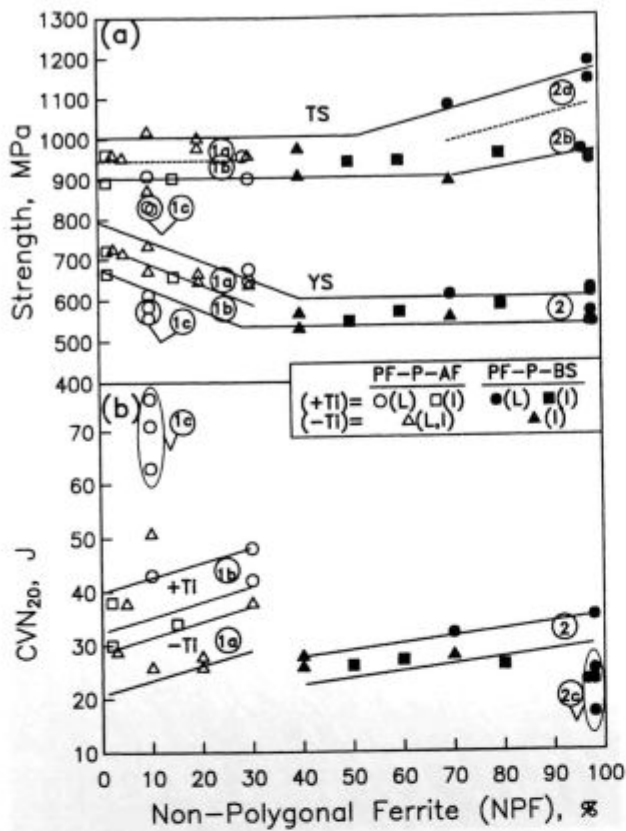 (a)
1300
1200
1100
1000
900
800
700
600
500
400
Strength, MPa
TS
YS
1a
1b
1c
2a
2b
1a
1b
1c
2
PF-P-AF PF-P-BS
(+Ti)= ○(L) □(I) ●(L) ■(I)
(-Ti)= △(L,I) ▲(I)
(b)
70
60
50
40
30
20
10
CVN20, J
1c
+Ti
1b
-Ti
1a
2
2c
0 10 20 30 40 50 60 70 80 90 100
Non-Polygonal Ferrite (NPF), %